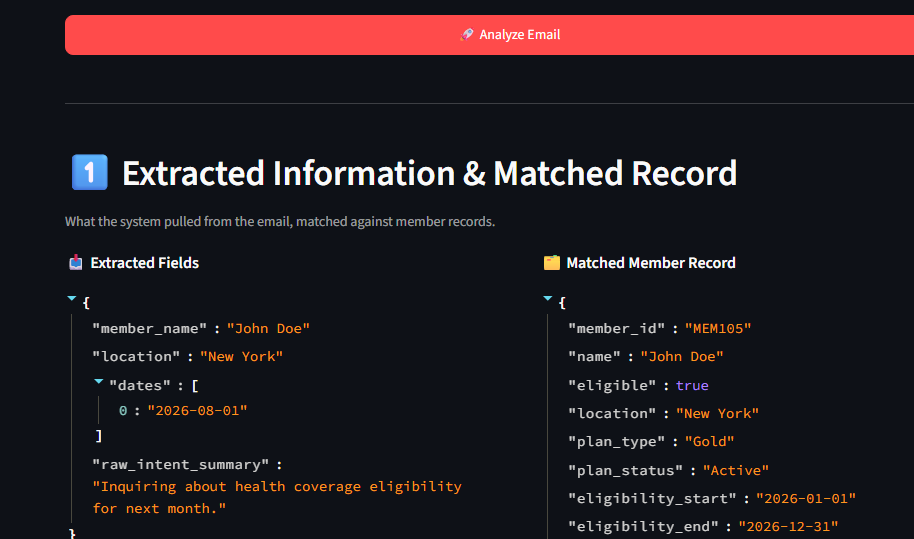 🚀 Analyze Email
1️⃣ Extracted Information & Matched Record
What the system pulled from the email, matched against member records.
📥 Extracted Fields
{
"member_name" : "John Doe"
"location" : "New York"
"dates" : [
0 : "2026-08-01"
]
"raw_intent_summary" :
"Inquiring about health coverage eligibility
for next month."
}
🗂️ Matched Member Record
{
"member_id" : "MEM105"
"name" : "John Doe"
"eligible" : true
"location" : "New York"
"plan_type" : "Gold"
"plan_status" : "Active"
"eligibility_start" : "2026-01-01"
"eligibility_end" : "2026-12-31"